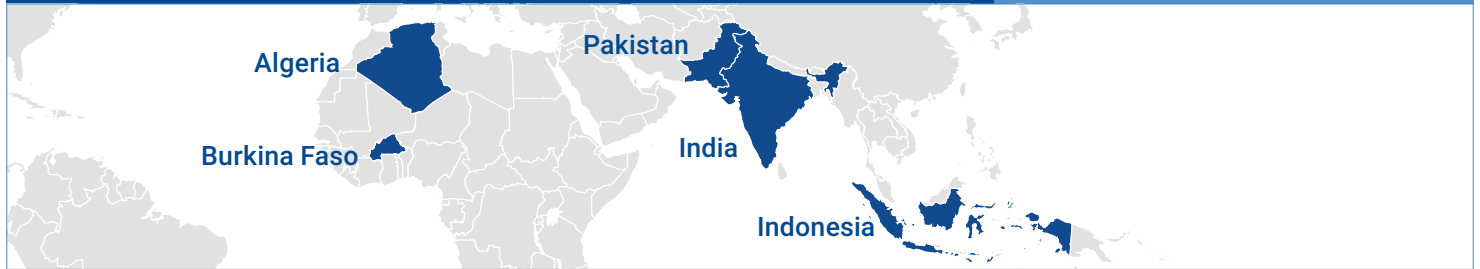 Pakistan
Algeria
India
Burkina Faso
Indonesia